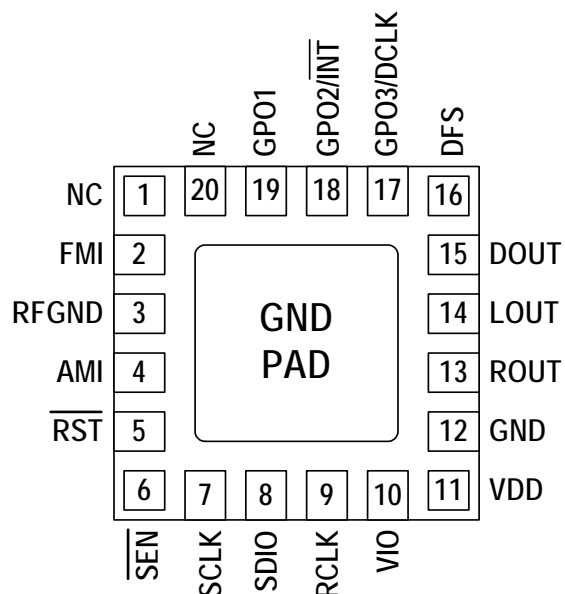 NC
GPO1
GPO2/INT
GPO3/DCLK
DFS
NC 1 20 19 18 17 16
FMI 2 15 DOUT
RFGND 3 14 LOUT
AMI 4 13 ROUT
RST 5 12 GND
6 7 8 9 10 11 VDD
GND
PAD
SEN
SCLK
SDIO
RCLK
VIO